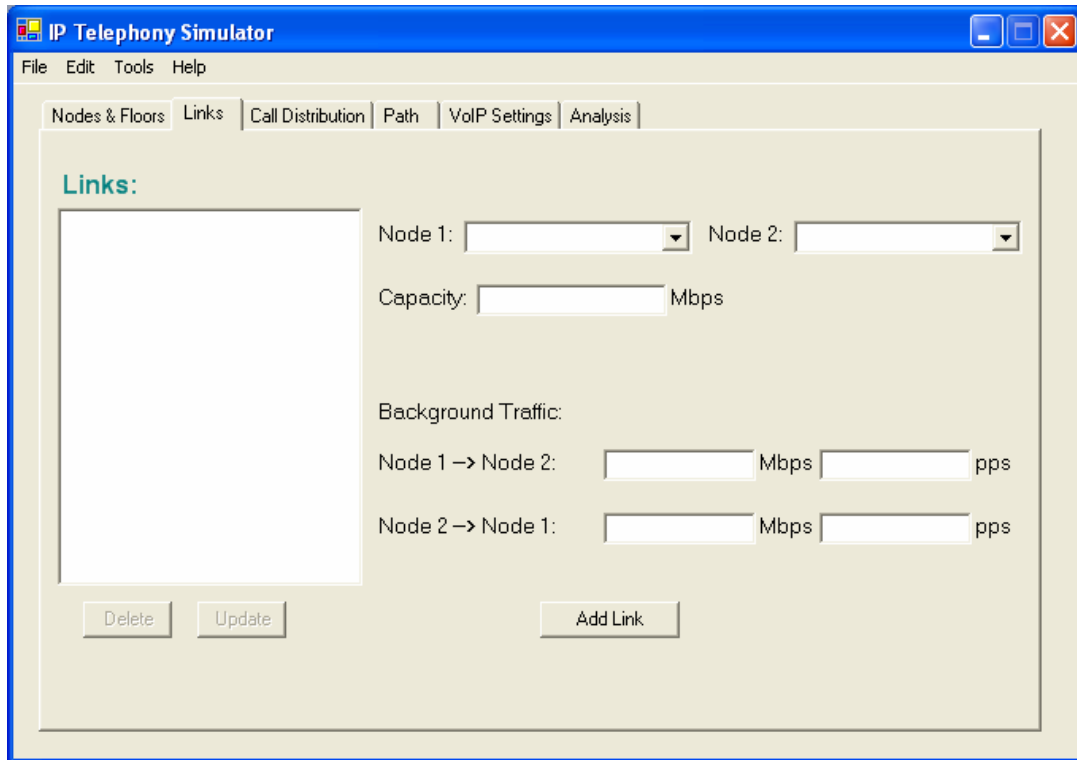 IP Telephony Simulator
File Edit Tools Help
Nodes & Floors Links Call Distribution Path VoIP Settings Analysis
Links:
Node 1: Node 2:
Capacity: Mbps
Background Traffic:
Node 1 –> Node 2: Mbps pps
Node 2 –> Node 1: Mbps pps
Delete Update Add Link